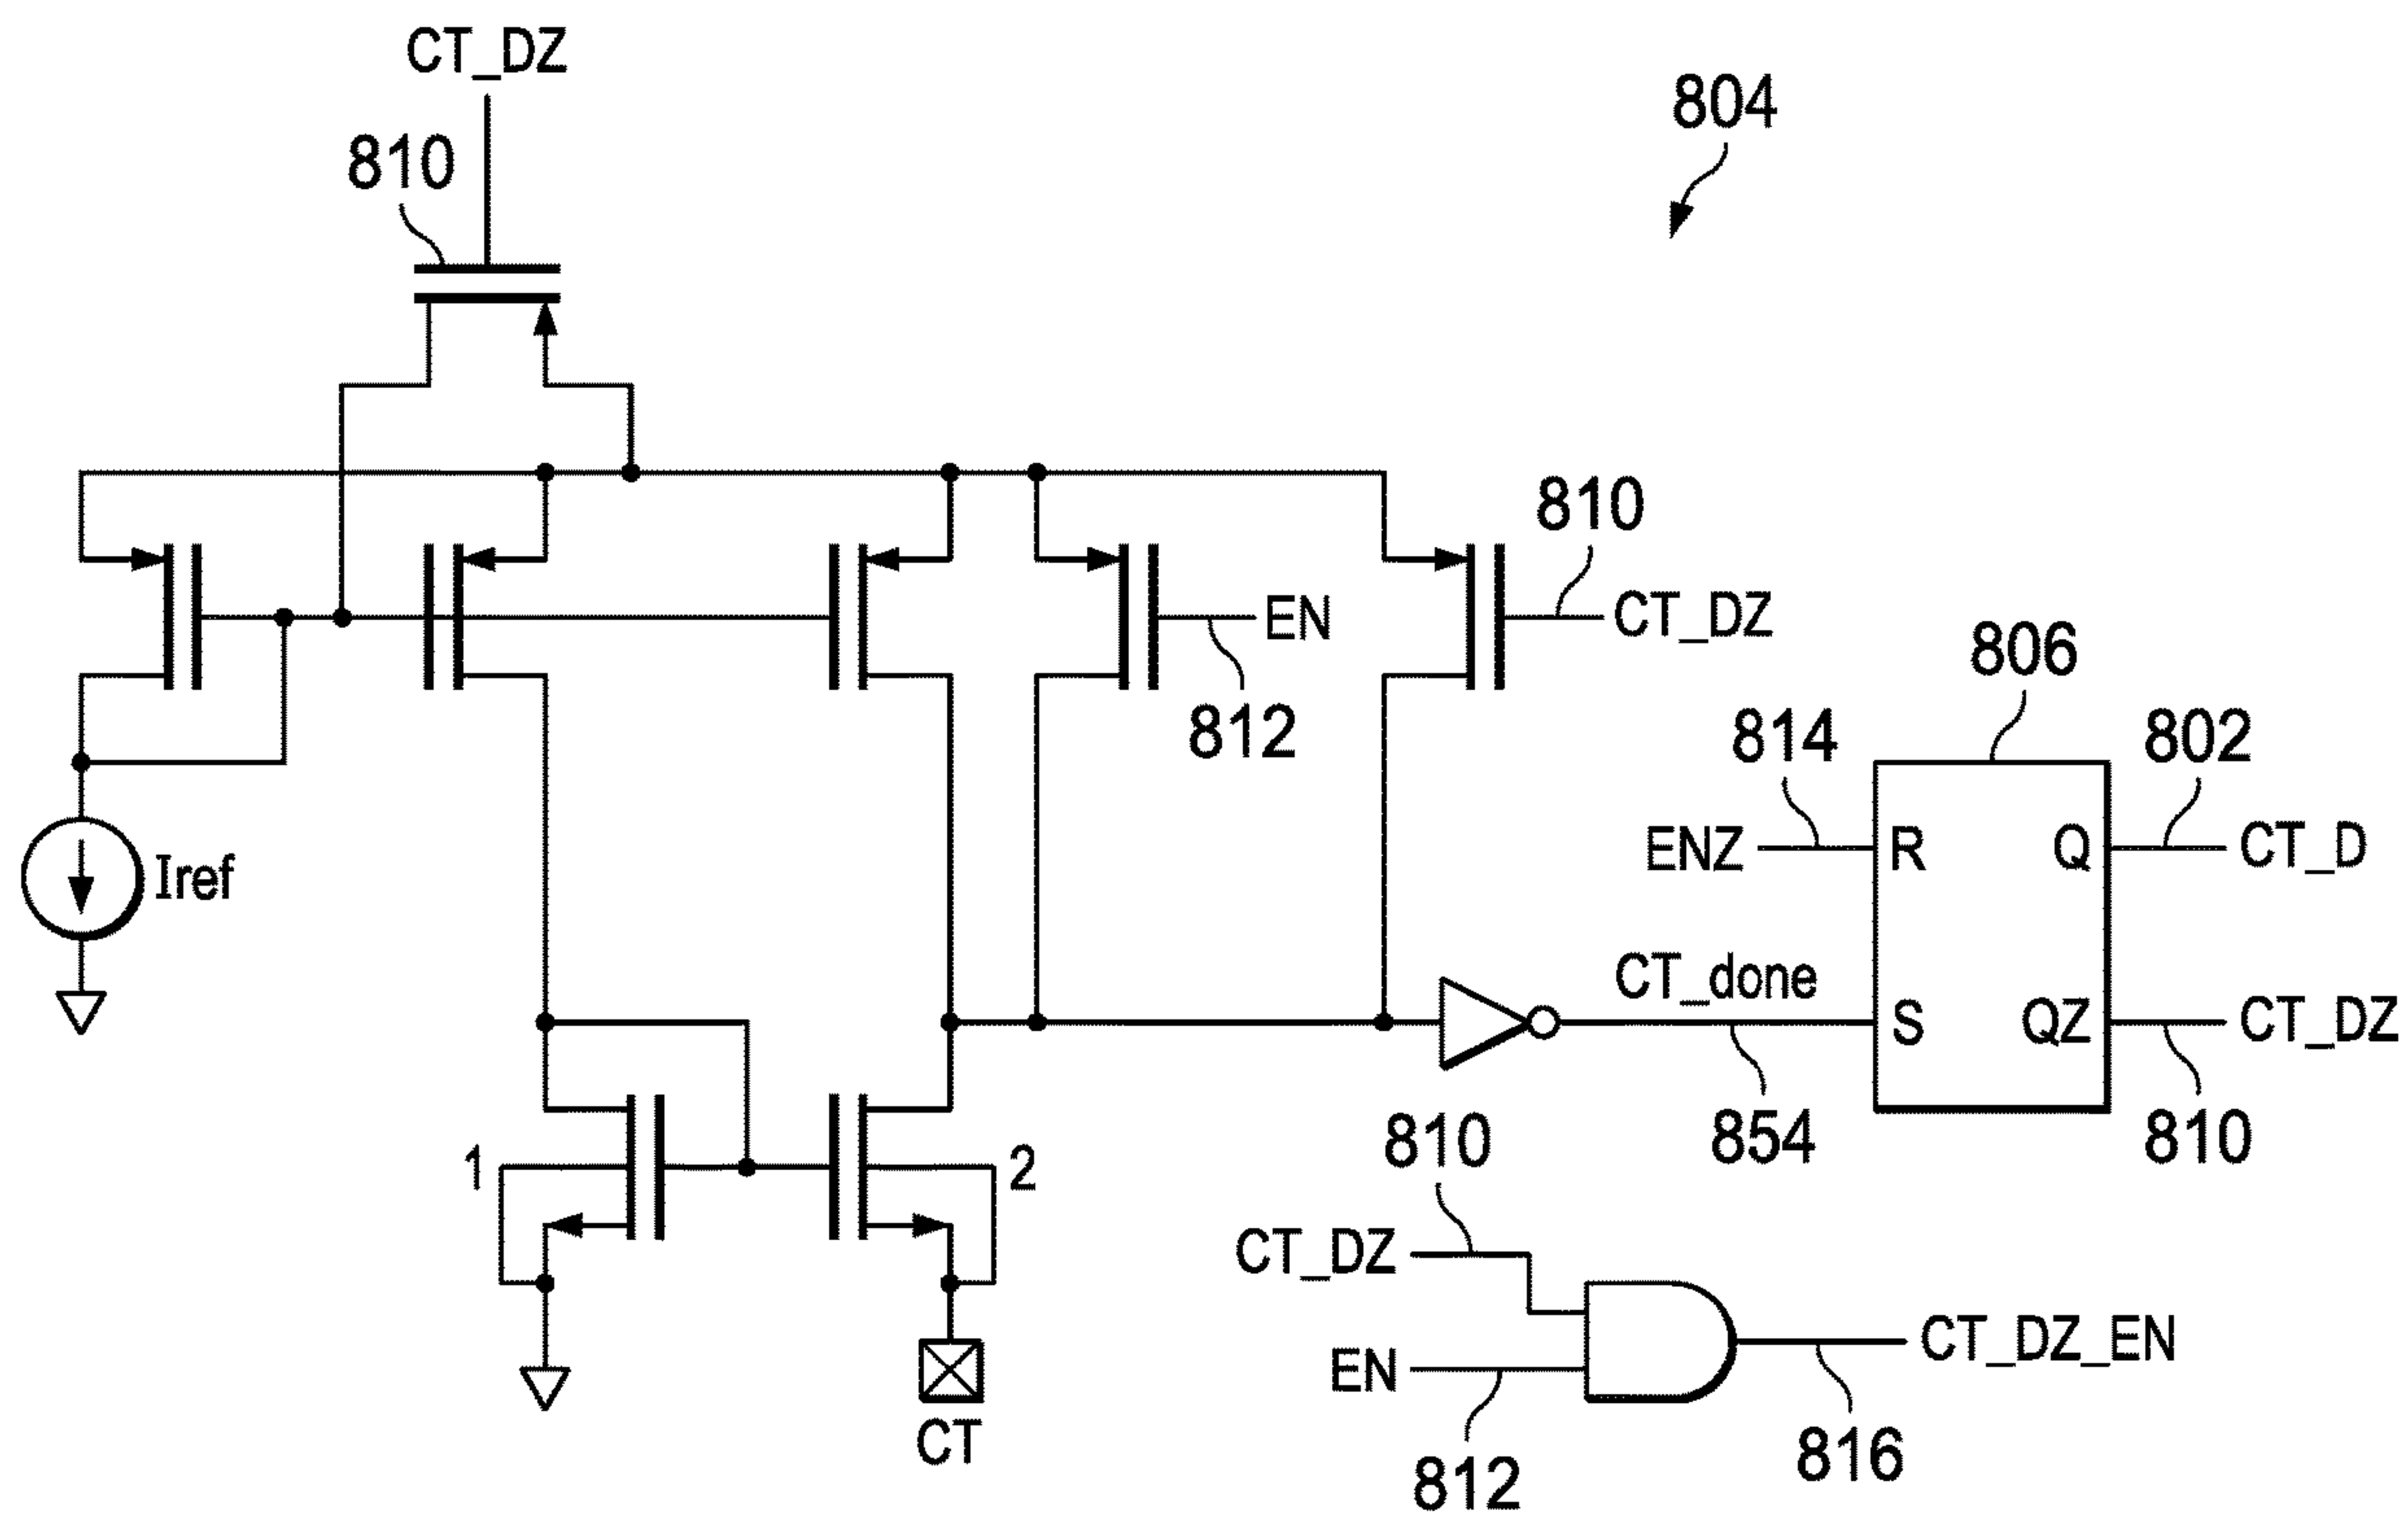 CT_DZ
804
810
810
CT_DZ
EN
812
806
814
802
ENZ
R
Q
CT_D
Iref
CT_done
S
QZ
CT_DZ
854
810
810
1
2
CT_DZ
EN
CT_DZ_EN
CT
812
816